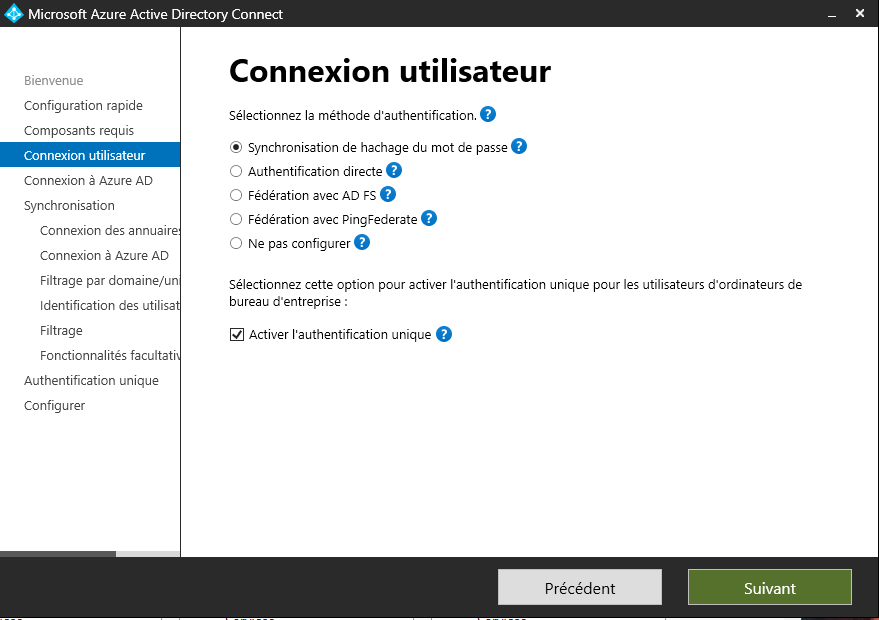 Microsoft Azure Active Directory Connect
Bienvenue
Configuration rapide
Composants requis
Connexion utilisateur
Connexion à Azure AD
Synchronisation
Connexion des annuaires
Connexion à Azure AD
Filtrage par domaine/uni
Identification des utilisat
Filtrage
Fonctionnalités facultativ
Authentification unique
Configurer
Connexion utilisateur
Sélectionnez la méthode d'authentification. ?
Synchronisation de hachage du mot de passe ?
Authentification directe ?
Fédération avec AD FS ?
Fédération avec PingFederate ?
Ne pas configurer ?
Sélectionnez cette option pour activer l'authentification unique pour les utilisateurs d'ordinateurs de
bureau d'entreprise :
Activer l'authentification unique ?
Précédent
Suivant